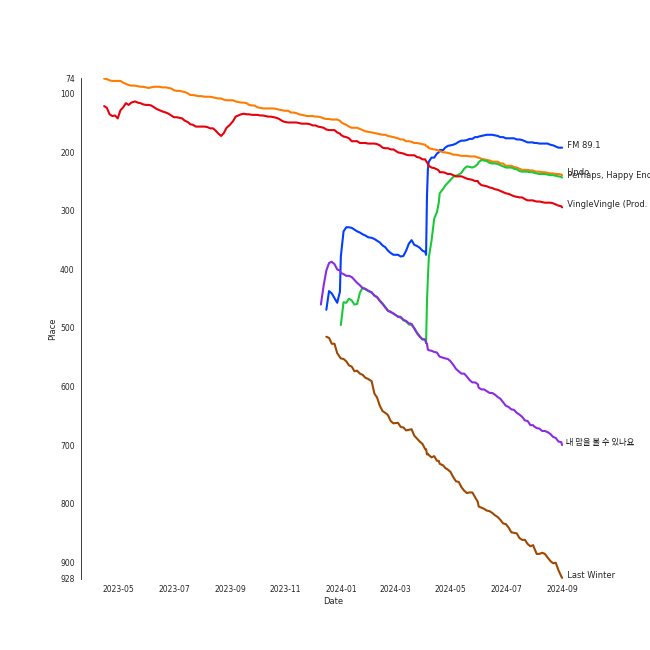 74
100
200
300
400
500
600
700
800
900
928
Place
2023-05
2023-07
2023-09
2023-11
2024-01
2024-03
2024-05
2024-07
2024-09
Date
FM 89.1
Perhaps, Happy End
VingleVingle (Prod.
내 맘을 볼 수 있나요
Last Winter